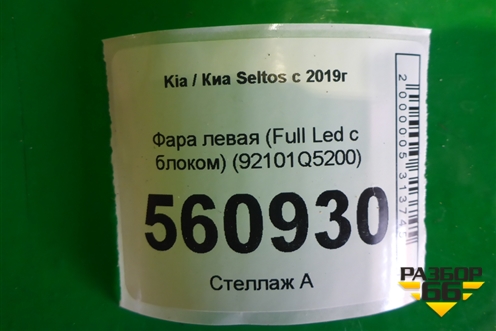 Kia / Киа Seltos с 2019г
Фара левая (Full Led с
блоком) (92101Q5200)
560930
Стеллаж А
РАЗБОР
66